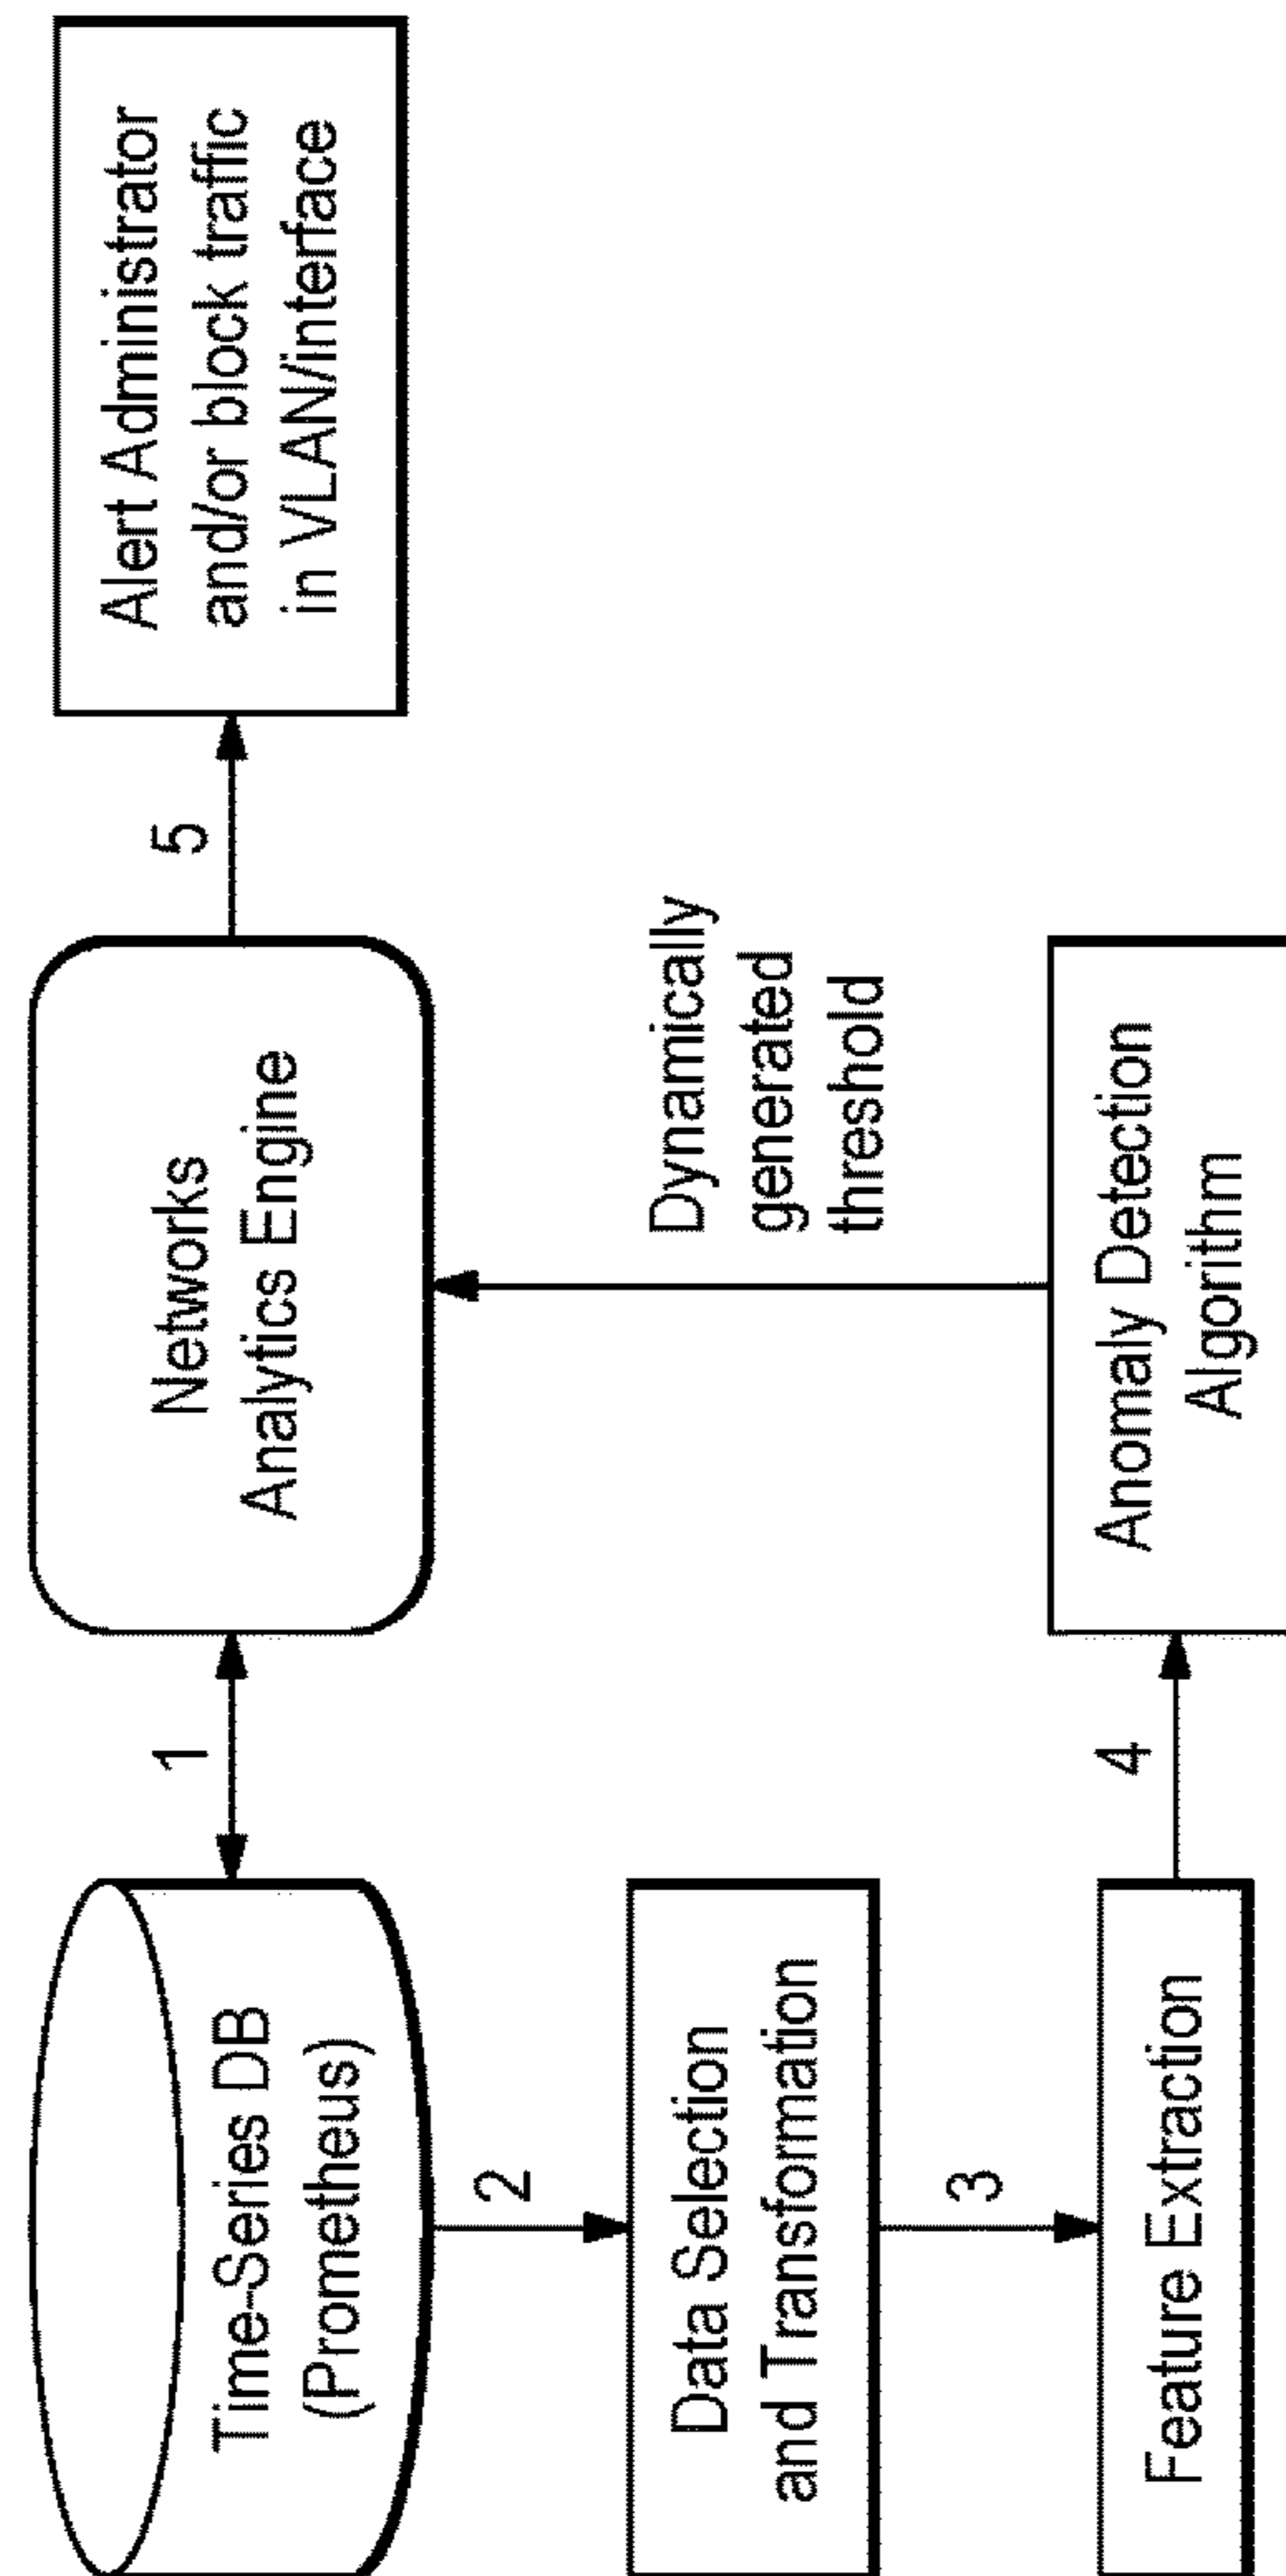 Time-Series DB
(Prometheus)
1
Networks
Analytics Engine
5
Alert Administrator
and/or block traffic
in VLAN/interface
2
Data Selection
and Transformation
Dynamically
generated
threshold
3
Feature Extraction
4
Anomaly Detection
Algorithm